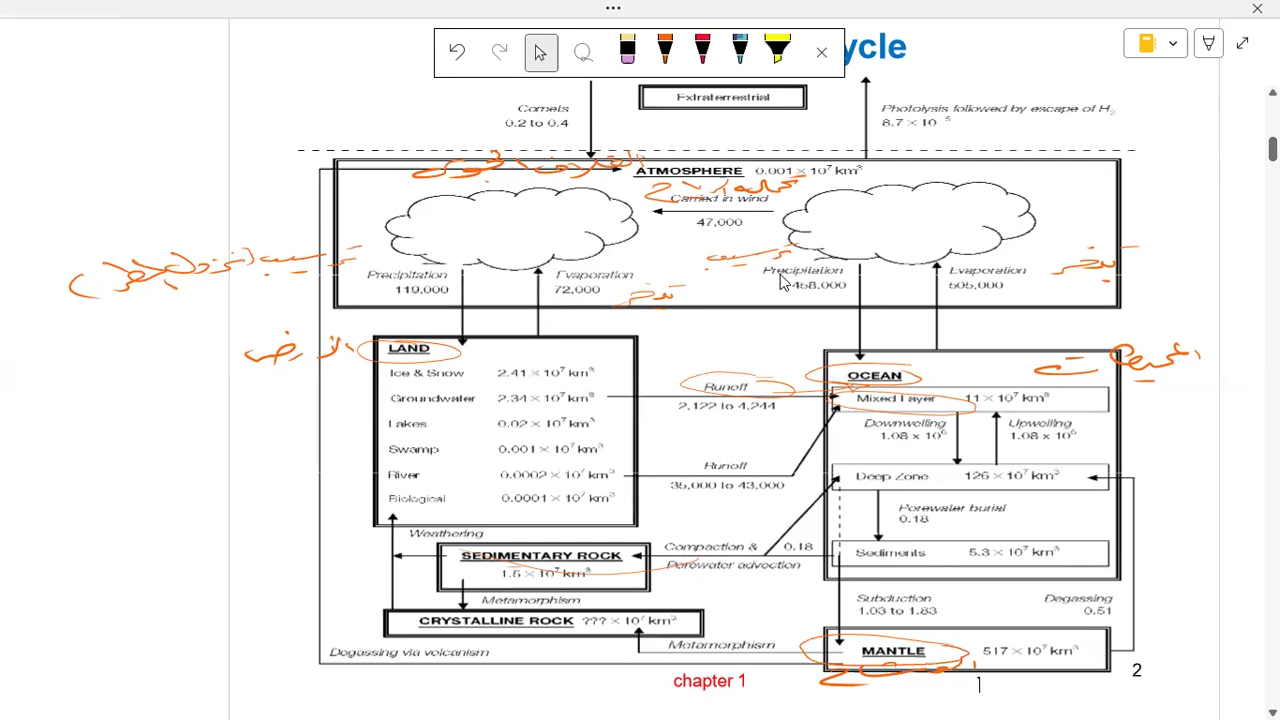 ycle
Comets
0.2 to 0.4
Extraterrestrial
Photolysis followed by escape of H2
8.7 × 10
ATMOSPHERE 0.001 × 10⁷ km³
Carried in wind
47,000
تبخر
ترسيب
Precipitation
119,000
Evaporation
72,000
تبخر
Precipitation
458,000
Evaporation
505,000
الأرض
LAND
Ice & Snow 2.41 × 10⁷ km³
Groundwater 2.34 × 10⁷ km³
Lakes 0.02 × 10⁷ km³
Swamp 0.001 × 10⁷ km³
River 0.0002 × 10⁷ km³
Biological 0.0001 × 10⁷ km³
Runoff
2,122 to 4,244
Runoff
35,000 to 43,000
المحيطات
OCEAN
Mixed Layer 11 × 10⁷ km³
Downwelling
1.08 x 10⁶
Upwelling
1.08 x 10⁶
Deep Zone 126 × 10⁷ km³
Porewater burial
0.18
Sediments 5.3 × 10⁷ km³
Weathering
SEDIMENTARY ROCK
1.5 × 10⁷ km³
Compaction & 0.18
Porewater advection
Metamorphism
Subduction
1.03 to 1.83
Degassing
0.51
CRYSTALLINE ROCK ??? × 10⁷ km³
Metamorphism
MANTLE 517 × 10⁷ km³
Degassing via volcanism
chapter 1
1
2